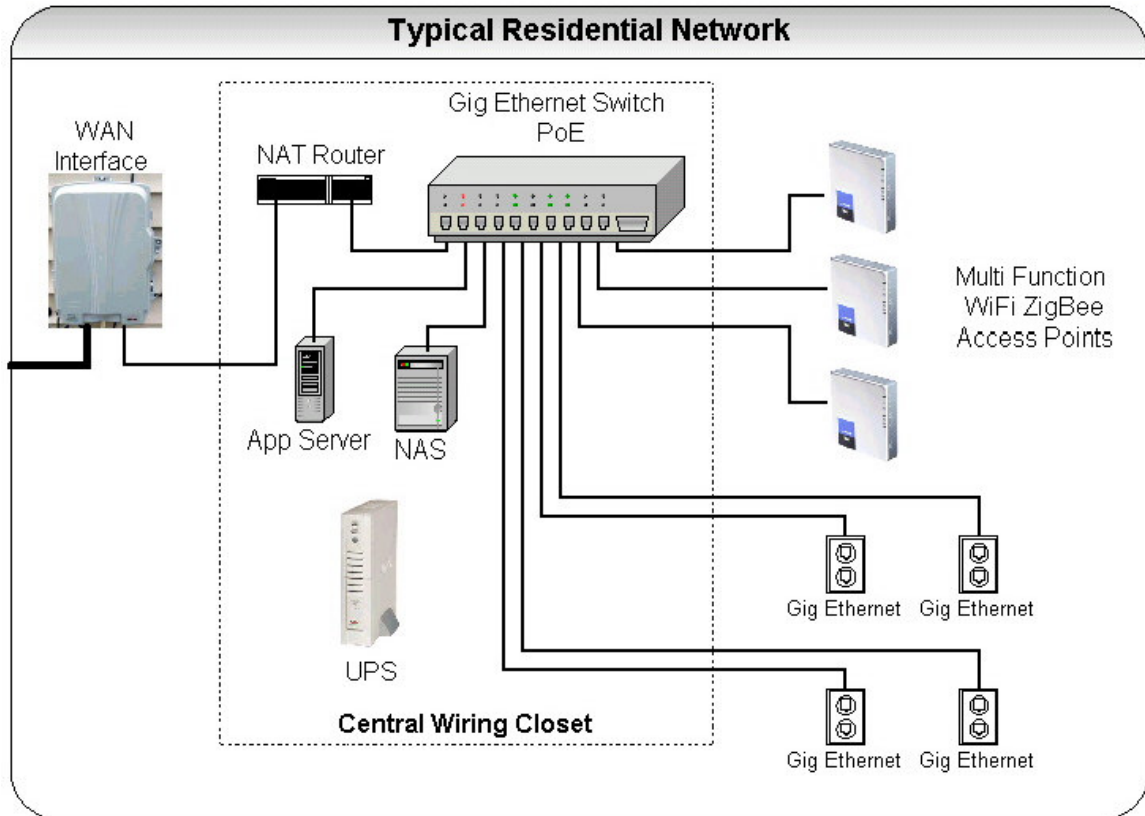 Typical Residential Network
WAN
Interface
NAT Router
Gig Ethernet Switch
PoE
Multi Function
WiFi ZigBee
Access Points
App Server
NAS
UPS
Central Wiring Closet
Gig Ethernet
Gig Ethernet
Gig Ethernet
Gig Ethernet